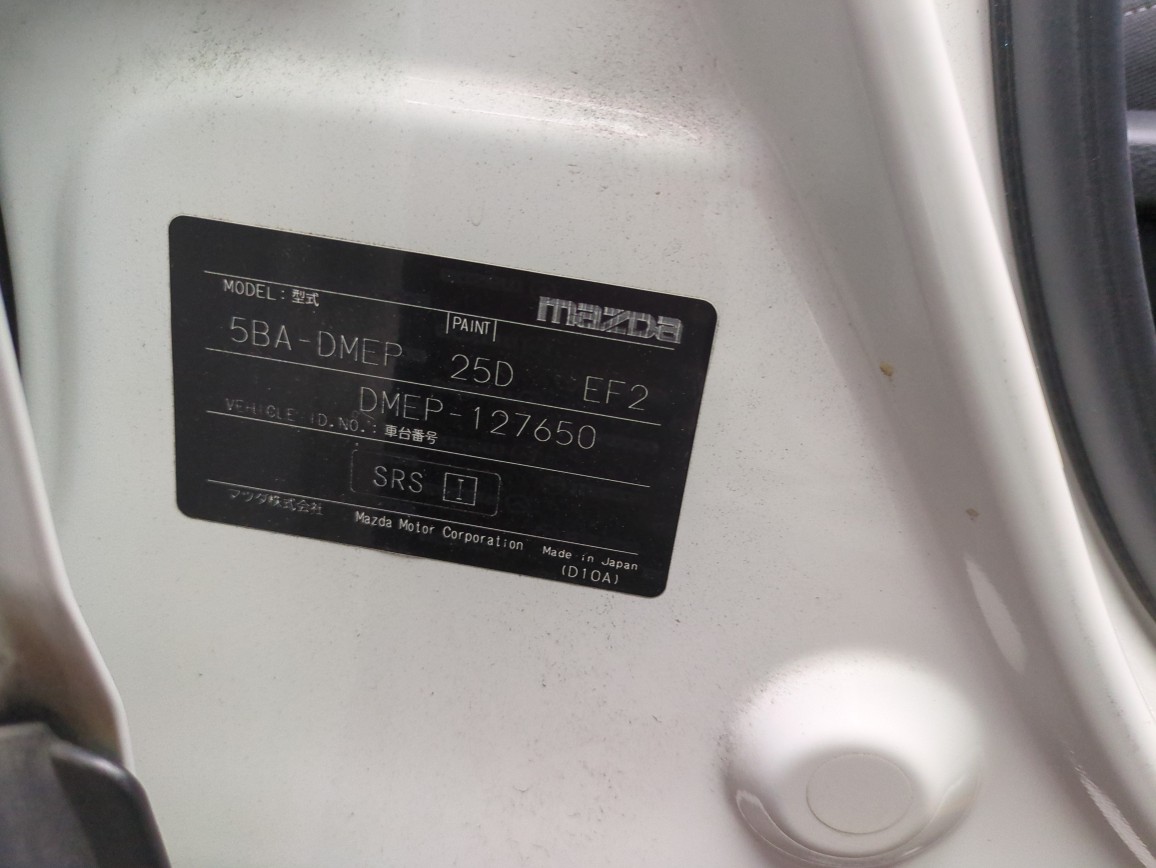 mazda
MODEL: 型式
PAINT
5BA-DMEP 25D EF2
DMEP-127650
VEHICLE ID.NO.: 車台番号
SRS I
マツダ株式会社 Mazda Motor Corporation Made in Japan
(D10A)